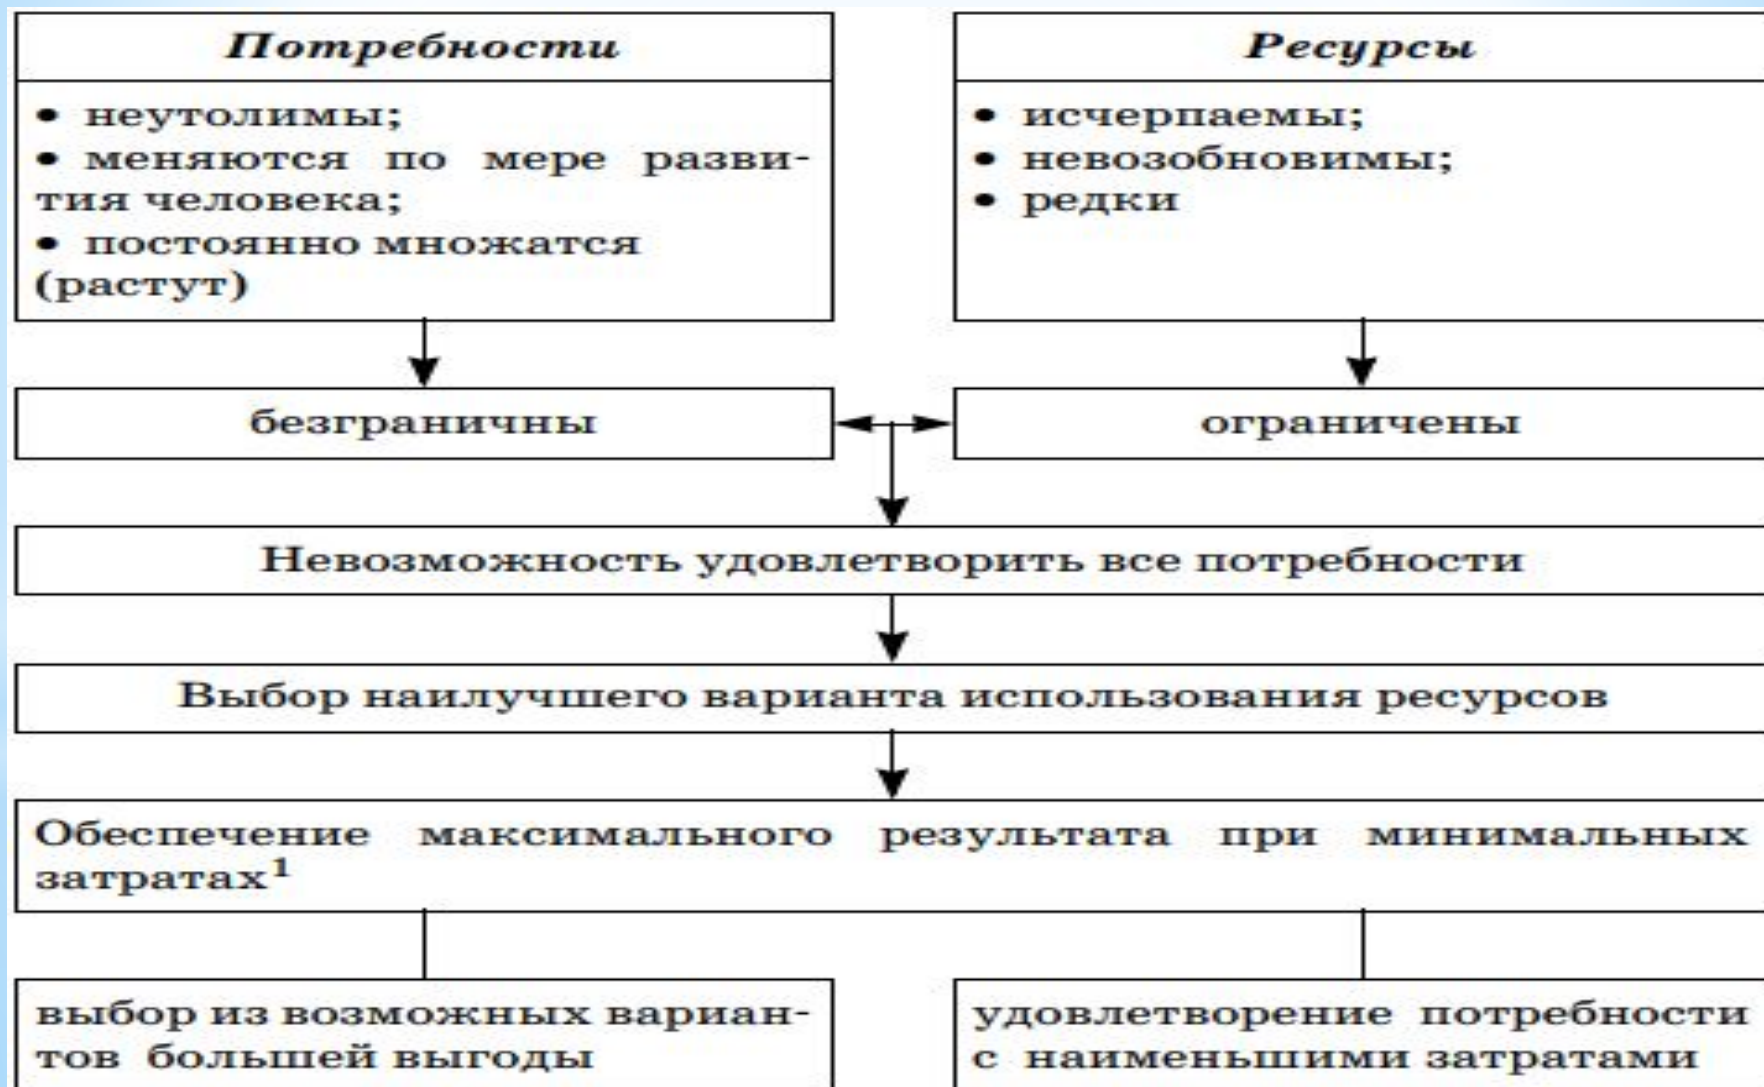 Потребности
• неутолимы;
• меняются по мере разви-
тия человека;
• постоянно множатся
(растут)
Ресурсы
• исчерпаемы;
• невозобновимы;
• редки
безграничны
ограничены
Невозможность удовлетворить все потребности
Выбор наилучшего варианта использования ресурсов
Обеспечение максимального результата при минимальных
затратах¹
выбор из возможных вариан-
тов большей выгоды
удовлетворение потребности
с наименьшими затратами